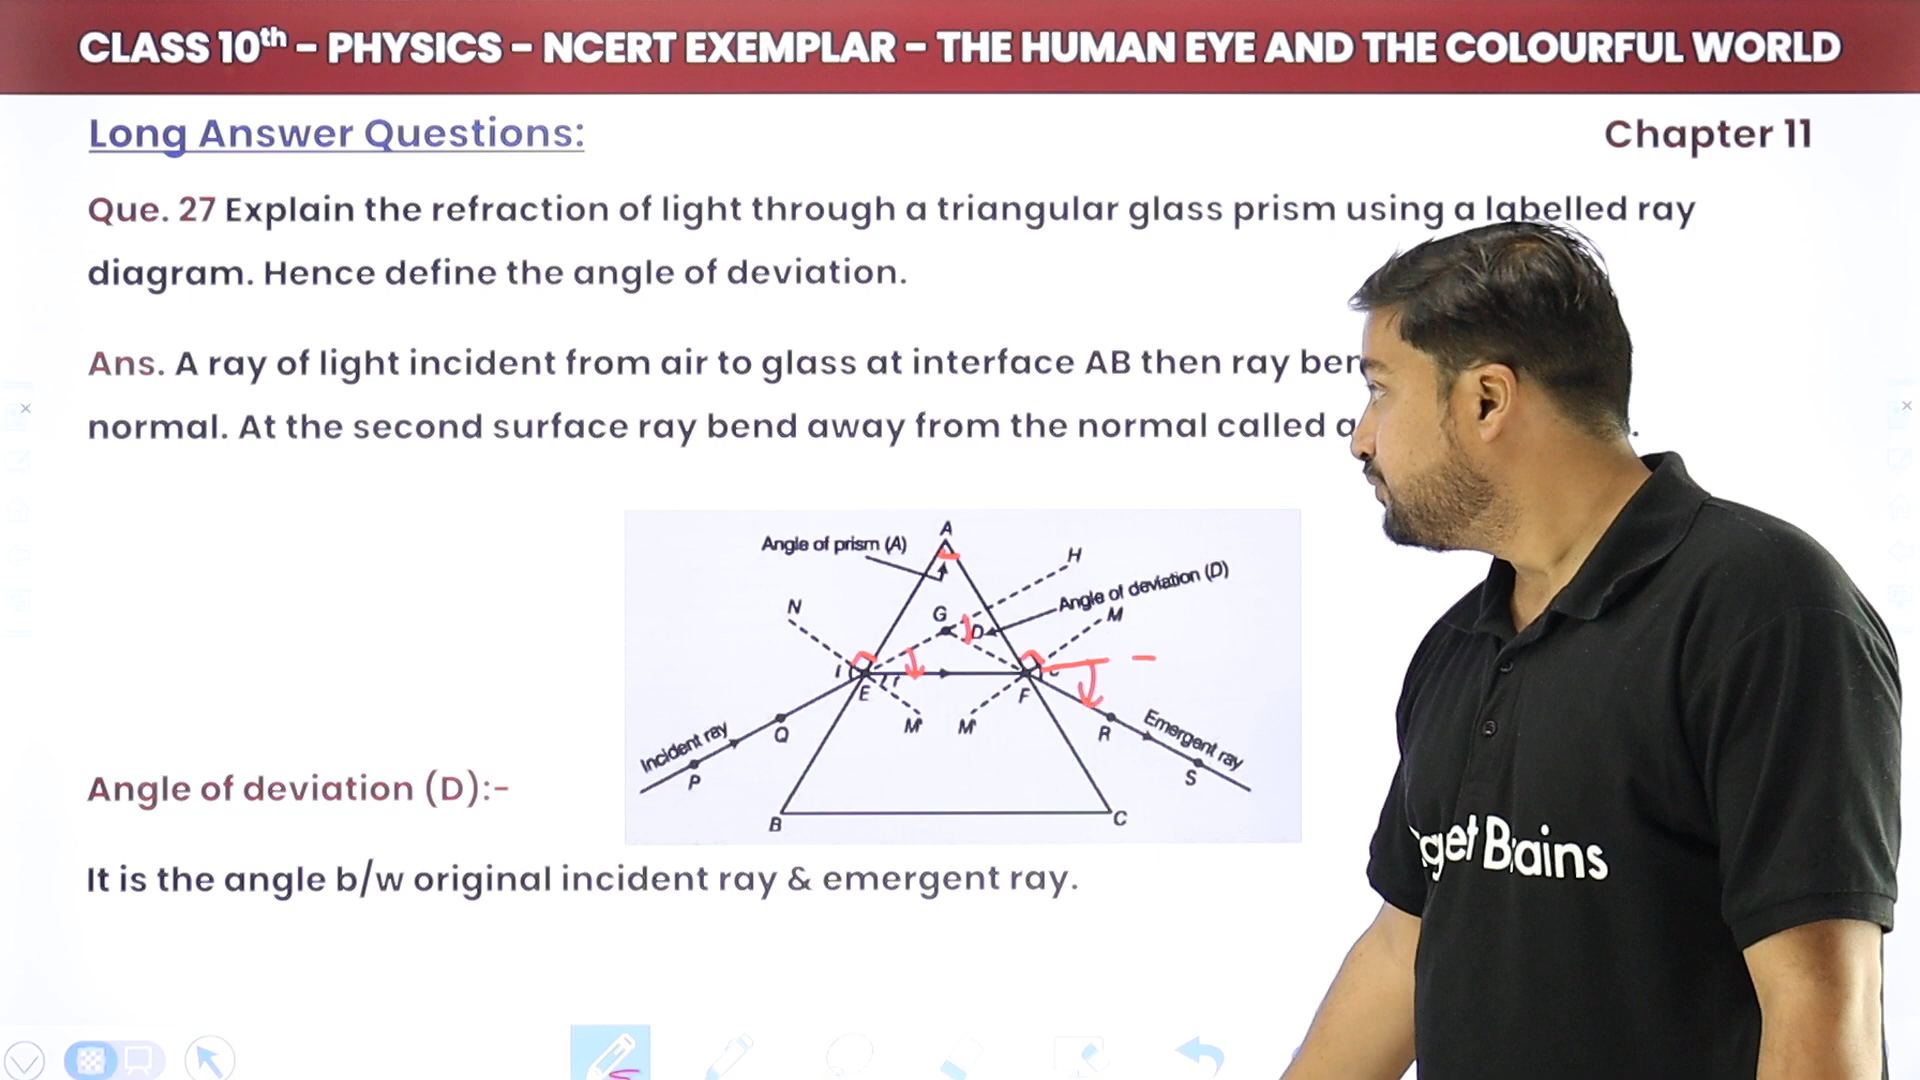 CLASS 10th – PHYSICS – NCERT EXEMPLAR – THE HUMAN EYE AND THE COLOURFUL WORLD
Long Answer Questions:
Chapter 11
Que. 27 Explain the refraction of light through a triangular glass prism using a labelled ray
diagram. Hence define the angle of deviation.
Ans. A ray of light incident from air to glass at interface AB then ray
normal. At the second surface ray bend away from the normal called
A
Angle of prism (A)
H
Angle of deviation (D)
N
G
D
M
i
r
E
F
M'
M'
Incident ray
Q
P
R
Emergent ray
S
B
C
Angle of deviation (D):-
It is the angle b/w original incident ray & emergent ray.
get Brains